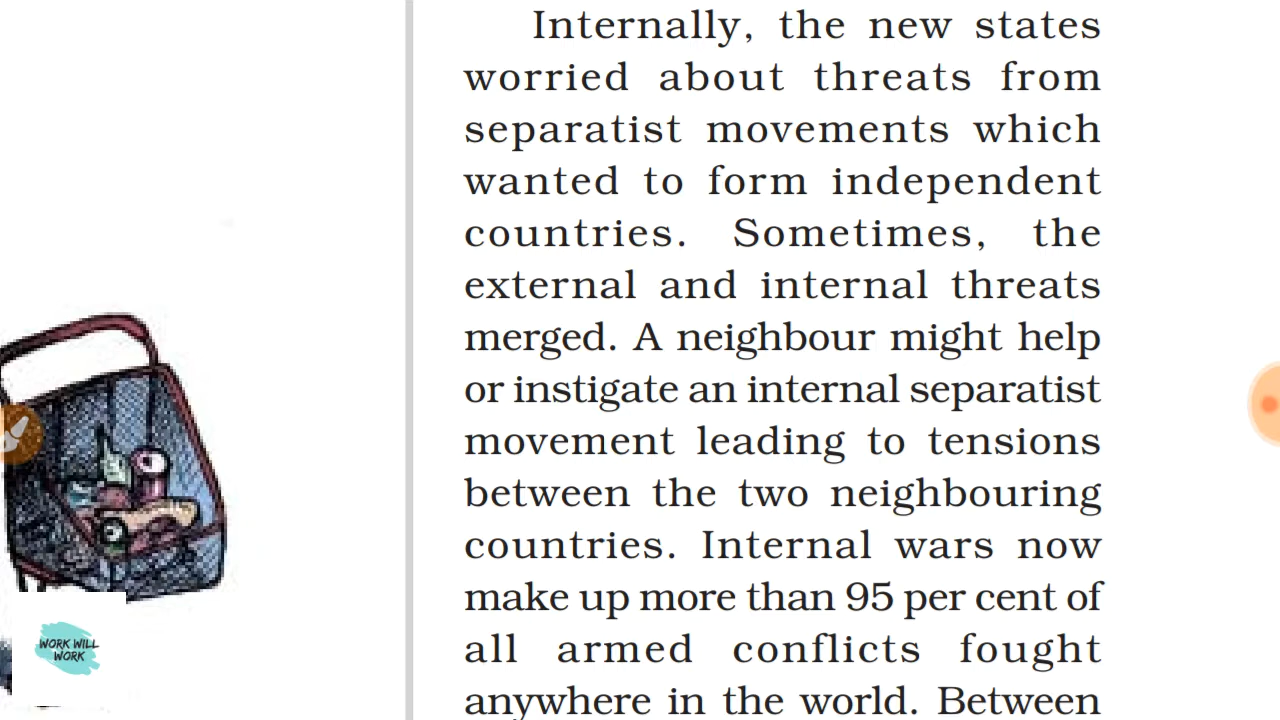 Internally, the new states
worried about threats from
separatist movements which
wanted to form independent
countries. Sometimes, the
external and internal threats
merged. A neighbour might help
or instigate an internal separatist
movement leading to tensions
between the two neighbouring
countries. Internal wars now
make up more than 95 per cent of
all armed conflicts fought
anywhere in the world. Between
WORK WILL
WORK